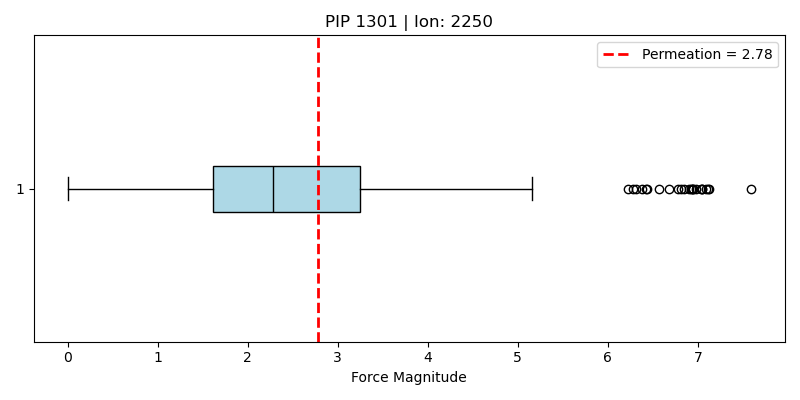 PIP 1301 | Ion: 2250
Permeation = 2.78
1
0 1 2 3 4 5 6 7
Force Magnitude